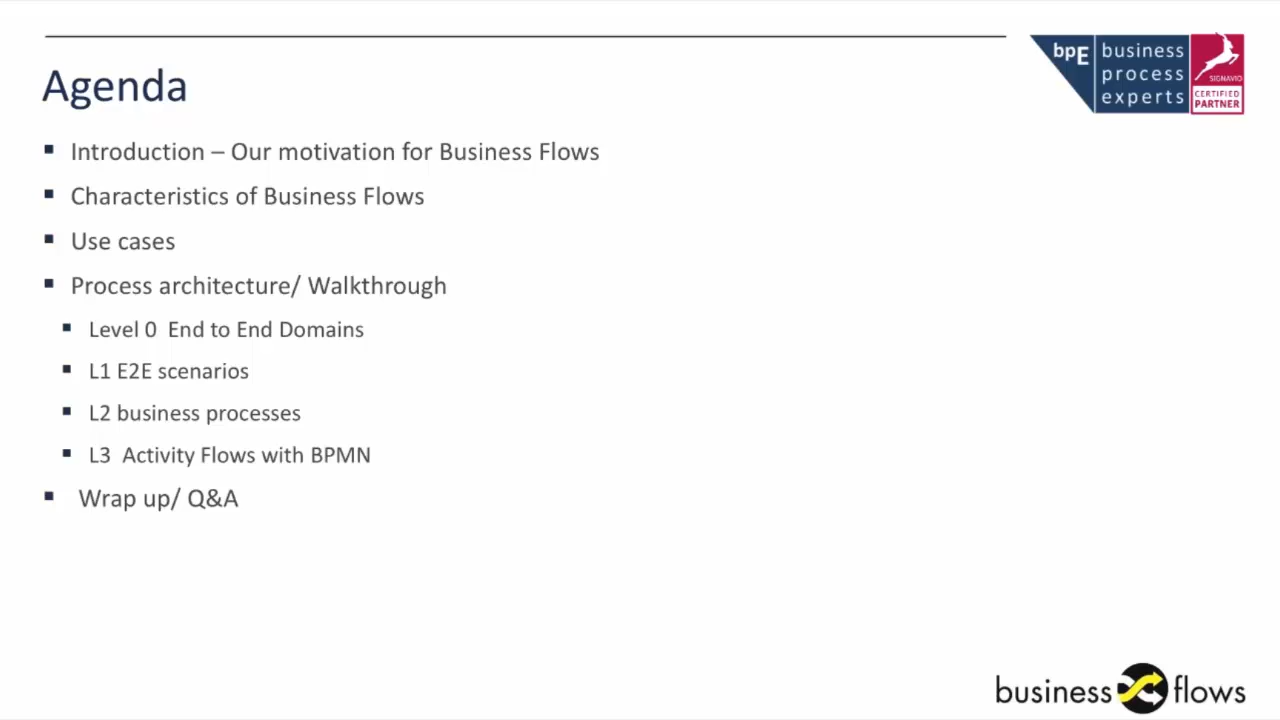 Agenda
bpE business
process
experts
SIGNAVIO
CERTIFIED
PARTNER
Introduction – Our motivation for Business Flows
Characteristics of Business Flows
Use cases
Process architecture/ Walkthrough
Level 0 End to End Domains
L1 E2E scenarios
L2 business processes
L3 Activity Flows with BPMN
Wrap up/ Q&A
business flows